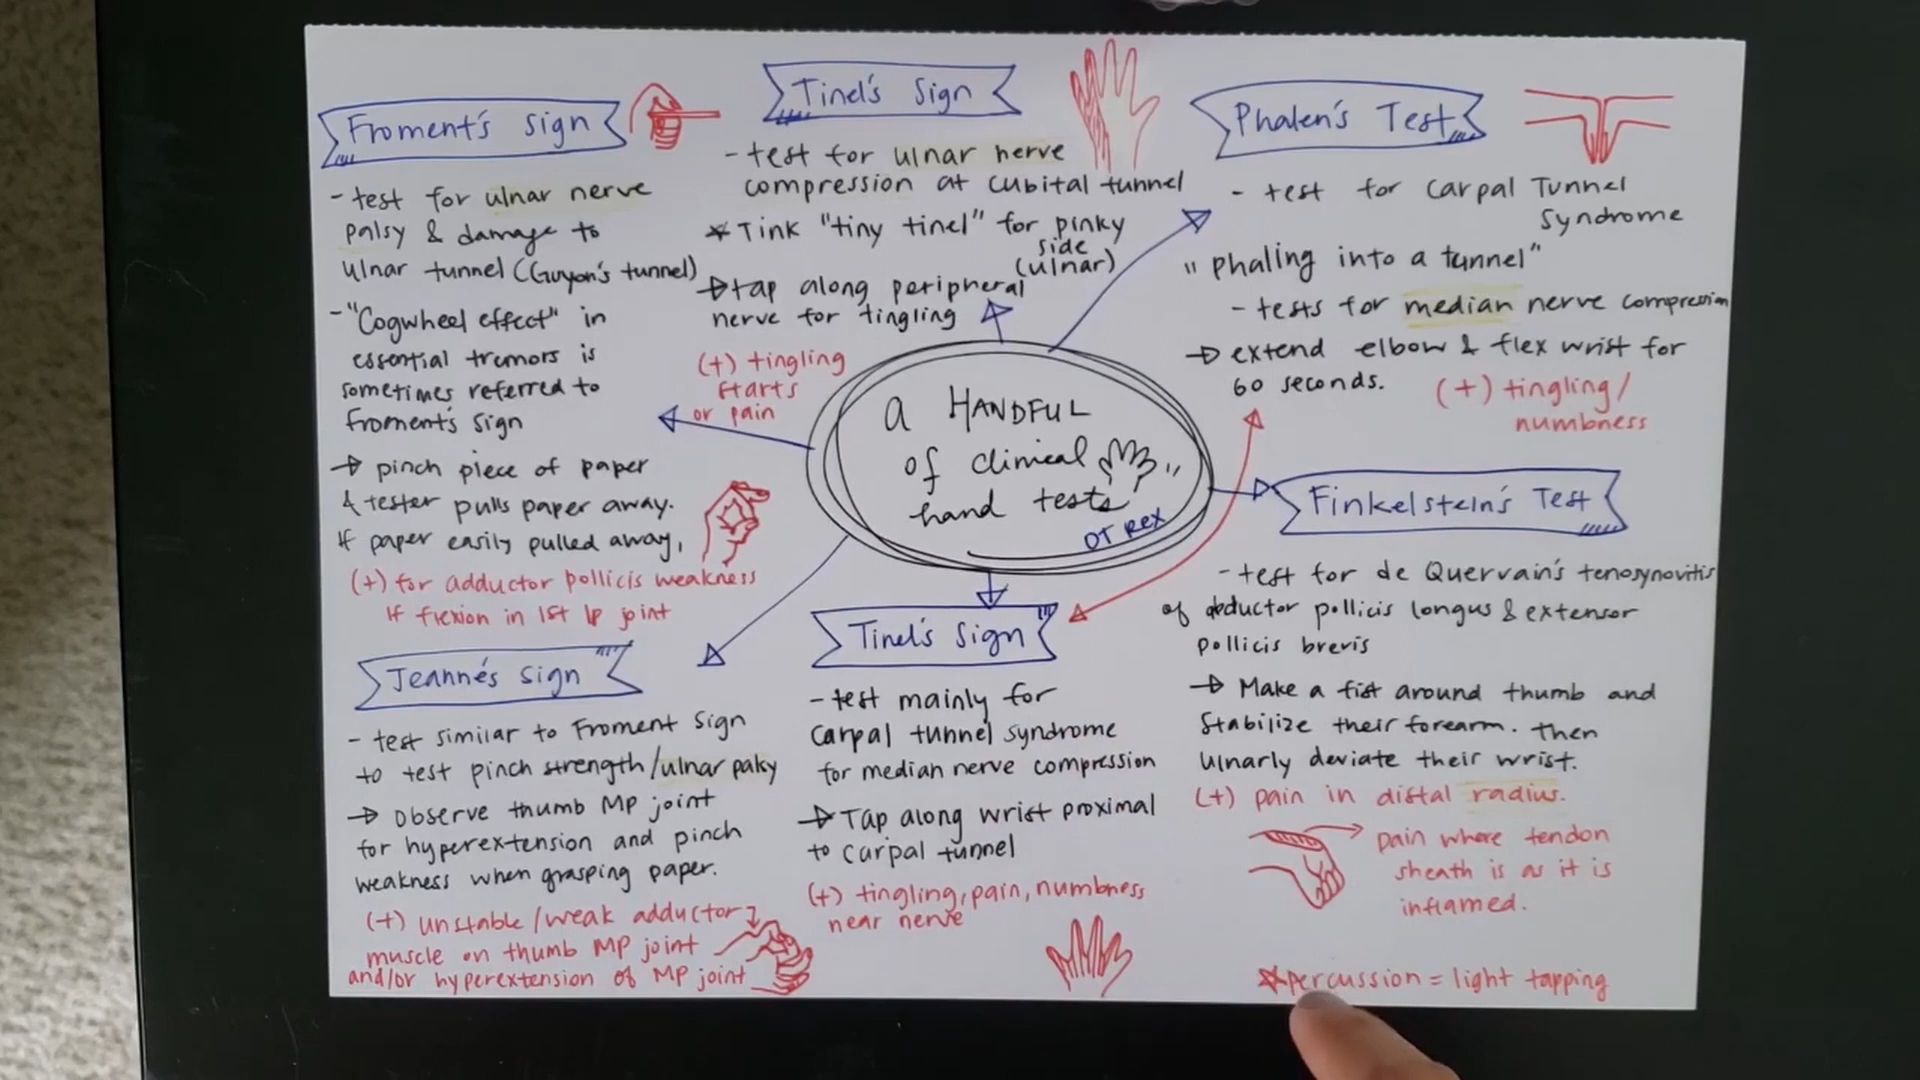 Froment's sign
- test for ulnar nerve
palsy & damage to
ulnar tunnel (Guyon's tunnel)
- "Cogwheel effect" in
essential tremors is
sometimes referred to
froment's sign
→ pinch piece of paper
& tester pulls paper away.
If paper easily pulled away,
(+) for adductor pollicis weakness
if flexion in 1st IP joint
Tinel's Sign
- test for ulnar nerve
compression at cubital tunnel
* Tink "tiny tinel" for pinky
side
(ulnar)
→ tap along peripheral
nerve for tingling
(+) tingling
starts
or pain
Phalen's Test
- test for Carpal Tunnel
Syndrome
"phaling into a tunnel"
- tests for median nerve compression
→ extend elbow & flex wrist for
60 seconds.
(+) tingling/
numbness
a HANDFUL
of clinical
hand tests"
OT REX
Jeanne's sign
- test similar to Froment Sign
to test pinch strength/ulnar palsy
→ observe thumb MP joint
for hyperextension and pinch
weakness when grasping paper.
(+) unstable/weak adductor
muscle on thumb MP joint
and/or hyperextension of MP joint
Tinel's Sign
- test mainly for
carpal tunnel syndrome
for median nerve compression
→ Tap along wrist proximal
to carpal tunnel
(+) tingling, pain, numbness
near nerve
Finkelstein's Test
- test for de Quervain's tenosynovitis
of abductor pollicis longus & extensor
pollicis brevis
→ Make a fist around thumb and
stabilize their forearm. Then
ulnarly deviate their wrist.
(+) pain in distal radius.
pain where tendon
sheath is as it is
inflamed.
* percussion = light tapping